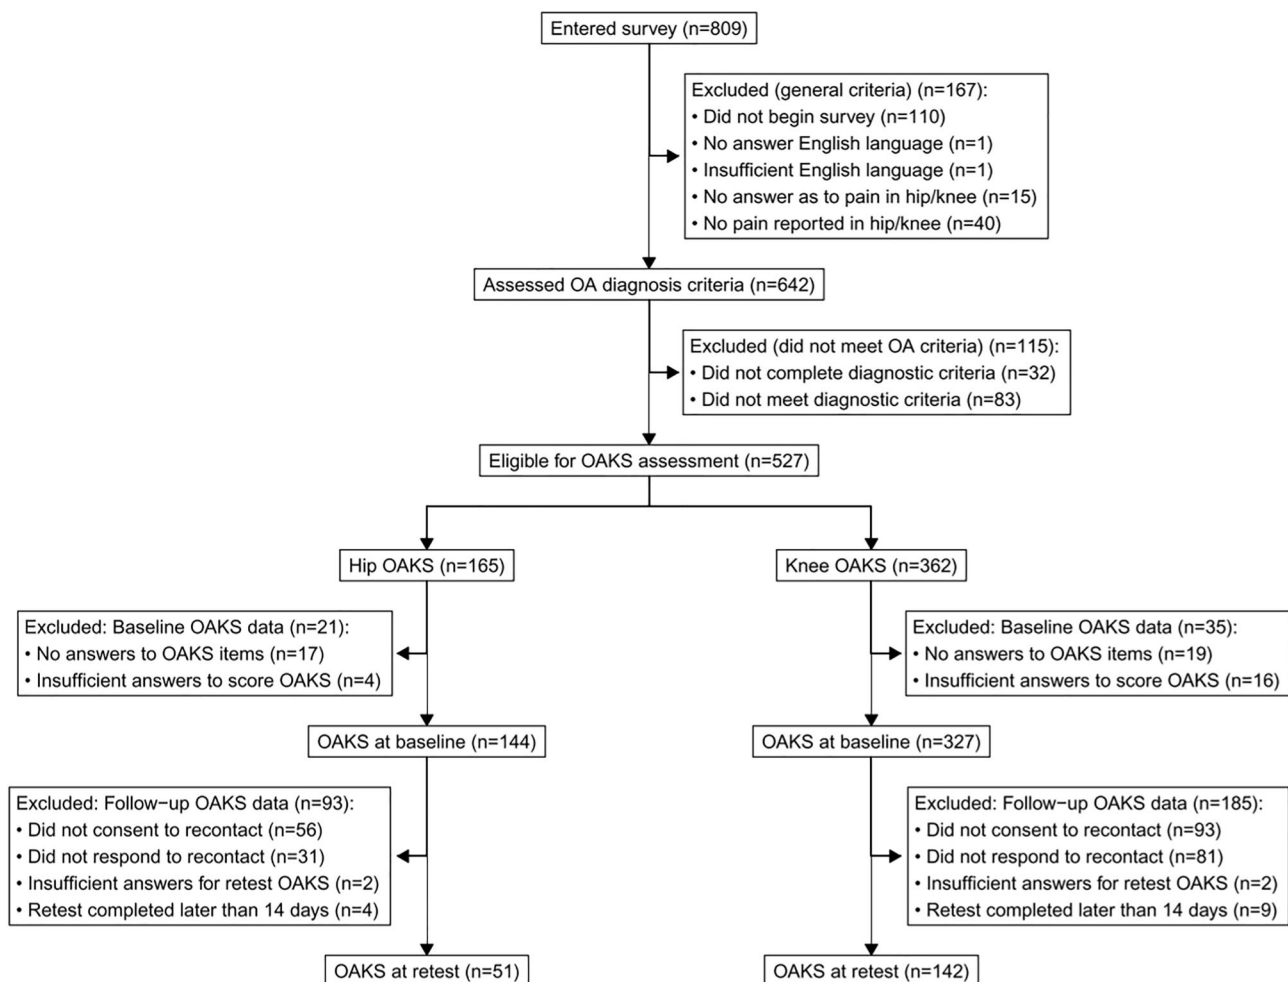 Entered survey (n=809)
Excluded (general criteria) (n=167):
• Did not begin survey (n=110)
• No answer English language (n=1)
• Insufficient English language (n=1)
• No answer as to pain in hip/knee (n=15)
• No pain reported in hip/knee (n=40)
Assessed OA diagnosis criteria (n=642)
Excluded (did not meet OA criteria) (n=115):
• Did not complete diagnostic criteria (n=32)
• Did not meet diagnostic criteria (n=83)
Eligible for OAKS assessment (n=527)
Hip OAKS (n=165)
Knee OAKS (n=362)
Excluded: Baseline OAKS data (n=21):
• No answers to OAKS items (n=17)
• Insufficient answers to score OAKS (n=4)
Excluded: Baseline OAKS data (n=35):
• No answers to OAKS items (n=19)
• Insufficient answers to score OAKS (n=16)
OAKS at baseline (n=144)
OAKS at baseline (n=327)
Excluded: Follow−up OAKS data (n=93):
• Did not consent to recontact (n=56)
• Did not respond to recontact (n=31)
• Insufficient answers for retest OAKS (n=2)
• Retest completed later than 14 days (n=4)
Excluded: Follow−up OAKS data (n=185):
• Did not consent to recontact (n=93)
• Did not respond to recontact (n=81)
• Insufficient answers for retest OAKS (n=2)
• Retest completed later than 14 days (n=9)
OAKS at retest (n=51)
OAKS at retest (n=142)